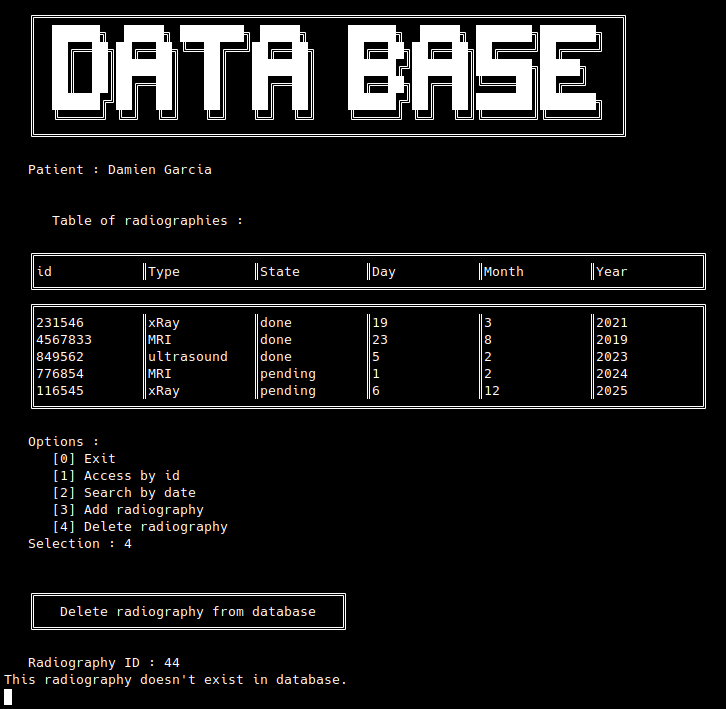 DATA BASE
Patient : Damien Garcia
Table of radiographies :
id Type State Day Month Year
231546 xRay done 19 3 2021
4567833 MRI done 23 8 2019
849562 ultrasound done 5 2 2023
776854 MRI pending 1 2 2024
116545 xRay pending 6 12 2025
Options :
[0] Exit
[1] Access by id
[2] Search by date
[3] Add radiography
[4] Delete radiography
Selection : 4
Delete radiography from database
Radiography ID : 44
This radiography doesn't exist in database.